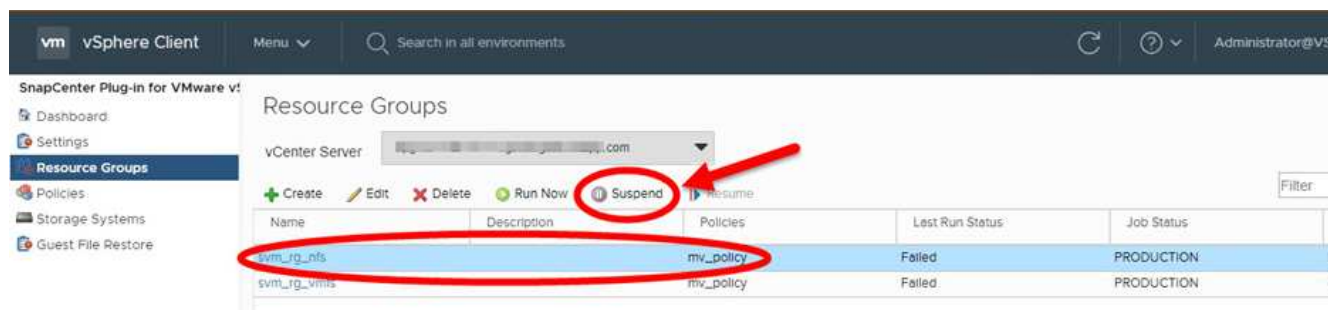 vm vSphere Client Menu Search in all environments Administrator@VS
SnapCenter Plug-in for VMware
Dashboard
Settings
Resource Groups
Policies
Storage Systems
Guest File Restore
Resource Groups
vCenter Server .com
Create Edit Delete Run Now Suspend Resume
Filter
Name Description Policies Last Run Status Job Status
svm_rg_nfs mv_policy Failed PRODUCTION
svm_rg_vmfs mv_policy Failed PRODUCTION